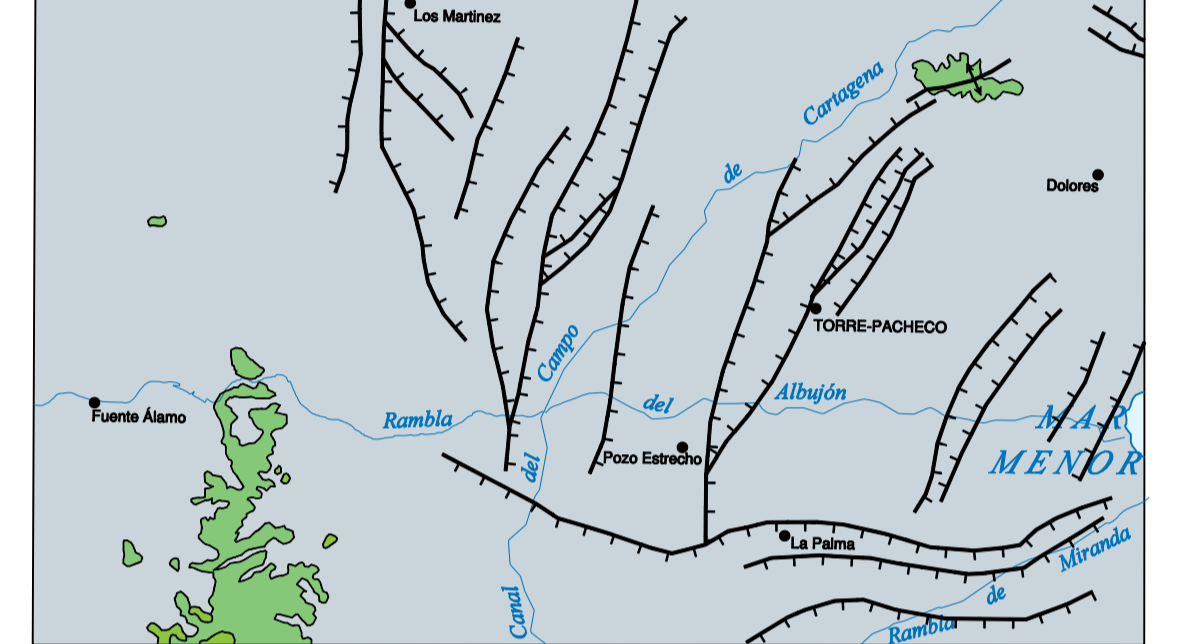 Los Martinez
Cartagena
de
Dolores
TORRE-PACHECO
Campo
Fuente Álamo
Rambla
del
Albujón
MAR
MENOR
Pozo Estrecho
del
La Palma
Miranda
de
Canal
Rambla